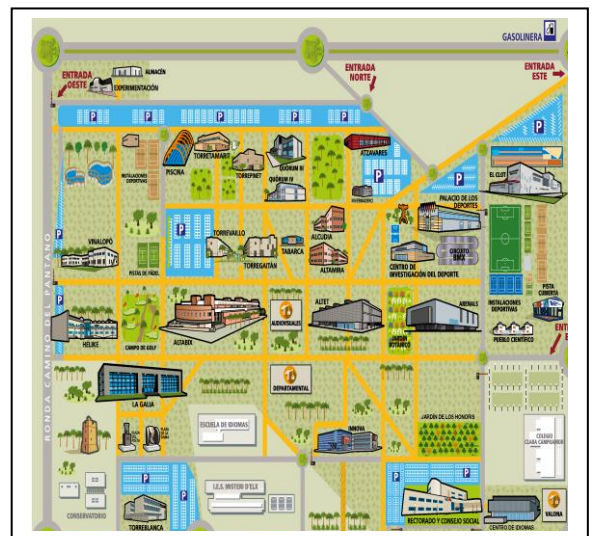 GASOLINERA
ENTRADA
OESTE
ALMACÉN
EXPERIMENTACIÓN
ENTRADA
NORTE
ENTRADA
ESTE
P
P
P
P
P
P
PISCINA
TORRETAMARIT
TORREPINET
QUÓRUM III
QUÓRUM IV
ATZAVARES
INVERNADERO
P
P
EL CLOT
INSTALACIONES
DEPORTIVAS
PALACIO DE LOS
DEPORTES
P
P
VINALOPÓ
PISTAS DE PÁDEL
TORREVAILLO
TORREGAITÁN
TABARCA
ALCUDIA
ALTAMIRA
CENTRO DE
INVESTIGACIÓN DEL DEPORTE
CIRCUITO
BMX
PISTA
CUBIERTA
INSTALACIONES
DEPORTIVAS
PUEBLO CIENTÍFICO
RONDA CAMINO DEL PANTANO
P
HELIKE
CAMPO DE GOLF
ALTABIX
AUDIOVISUALES
ALTET
JARDÍN
BOTÁNICO
ARENALS
LA GALIA
DEPARTAMENTAL
JARDÍN DE LOS HONORIS
ESCUELA DE IDIOMAS
INNOVA
COLEGIO
CLARA CAMPOAMOR
CONSERVATORIO
P
TORREBLANCA
P
I.E.S. MISTERI D'ELX
P
P
RECTORADO Y CONSEJO SOCIAL
CENTRO DE IDIOMAS
VALONA